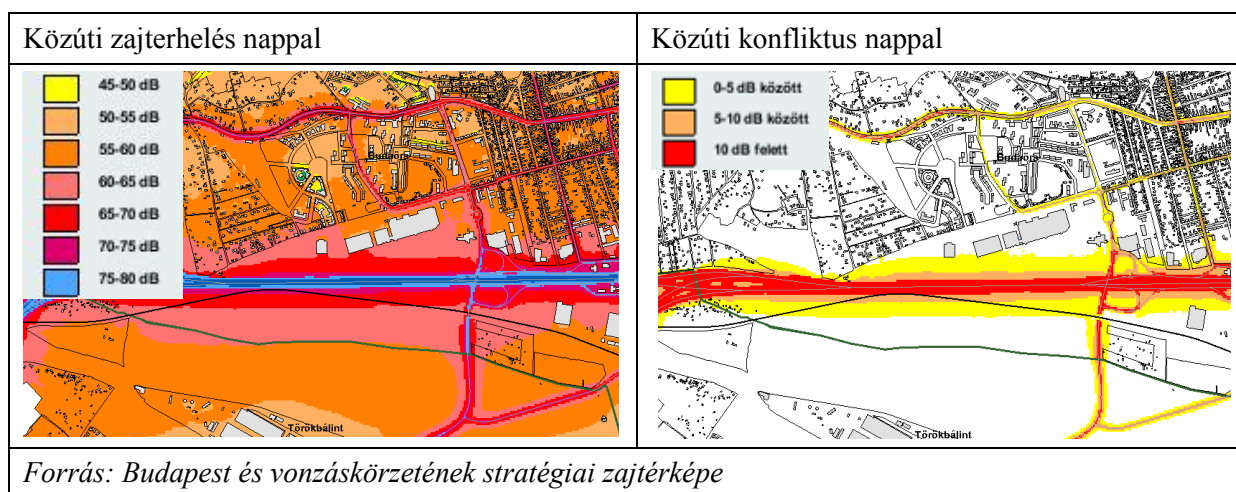 Közúti zajterhelés nappal
Közúti konfliktus nappal
45-50 dB
50-55 dB
55-60 dB
60-65 dB
65-70 dB
70-75 dB
75-80 dB
Törökbálint
0-5 dB között
5-10 dB között
10 dB felett
Törökbálint
Forrás: Budapest és vonzáskörzetének stratégiai zajtérképe